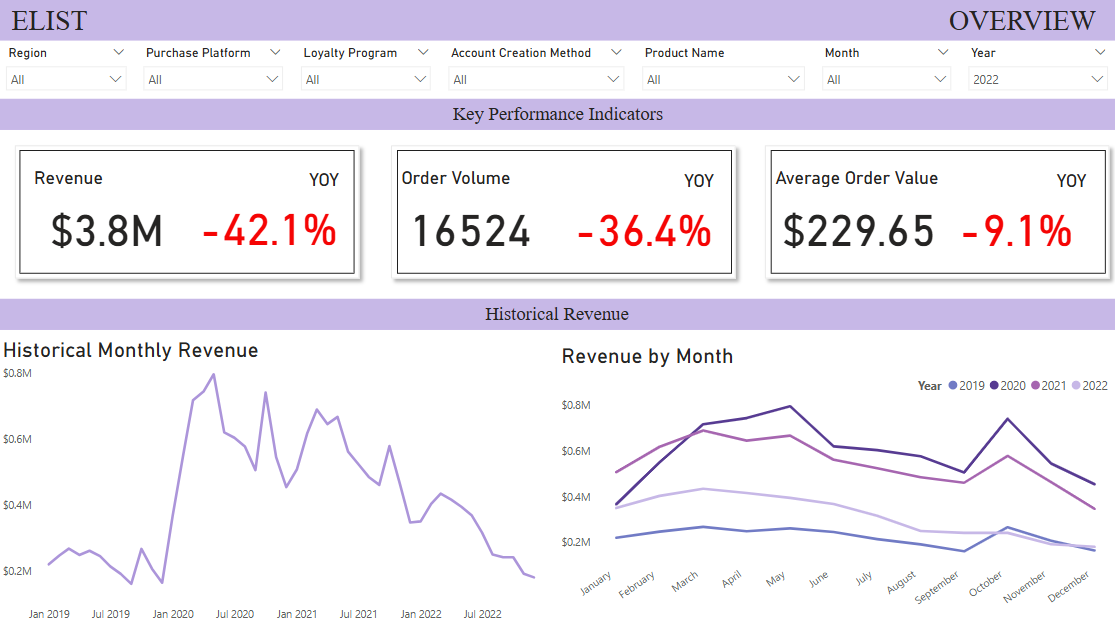 ELIST
OVERVIEW
Region
Purchase Platform
Loyalty Program
Account Creation Method
Product Name
Month
Year
All
All
All
All
All
All
2022
Key Performance Indicators
Revenue
YOY
$3.8M
-42.1%
Order Volume
YOY
16524
-36.4%
Average Order Value
YOY
$229.65
-9.1%
Historical Revenue
Historical Monthly Revenue
$0.8M
$0.6M
$0.4M
$0.2M
Jan 2019
Jul 2019
Jan 2020
Jul 2020
Jan 2021
Jul 2021
Jan 2022
Jul 2022
Revenue by Month
Year 2019 2020 2021 2022
$0.8M
$0.6M
$0.4M
$0.2M
January
February
March
April
May
June
July
August
September
October
November
December